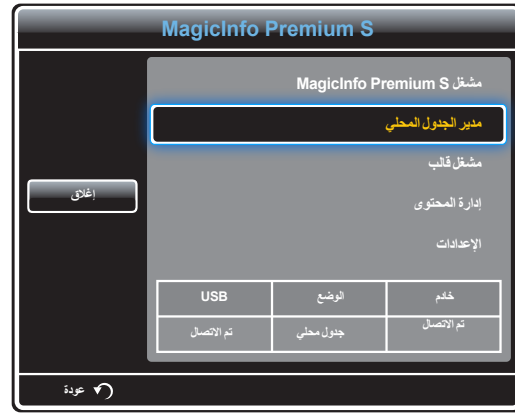 MagicInfo Premium S
مشغل MagicInfo Premium S
مدير الجدول المحلي
مشغل قالب
إدارة المحتوى
الإعدادات
إغلاق
خادم الوضع USB
تم الاتصال جدول محلي تم الاتصال
عودة